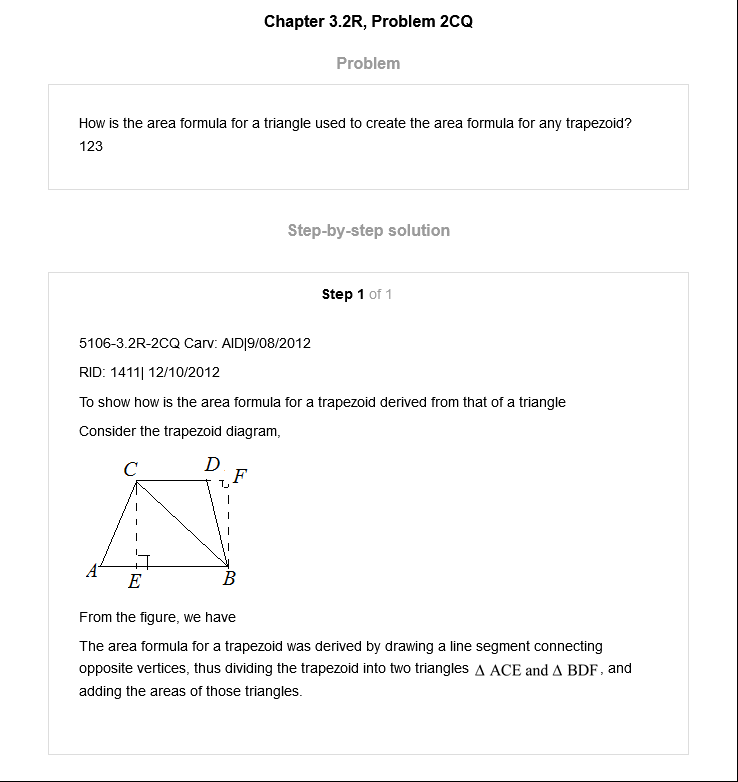 Chapter 3.2R, Problem 2CQ
Problem
How is the area formula for a triangle used to create the area formula for any trapezoid?
123
Step-by-step solution
Step 1 of 1
5106-3.2R-2CQ Carv: AID|9/08/2012
RID: 1411| 12/10/2012
To show how is the area formula for a trapezoid derived from that of a triangle
Consider the trapezoid diagram,
C D F
A E B
From the figure, we have
The area formula for a trapezoid was derived by drawing a line segment connecting
opposite vertices, thus dividing the trapezoid into two triangles Δ ACE and Δ BDF, and
adding the areas of those triangles.